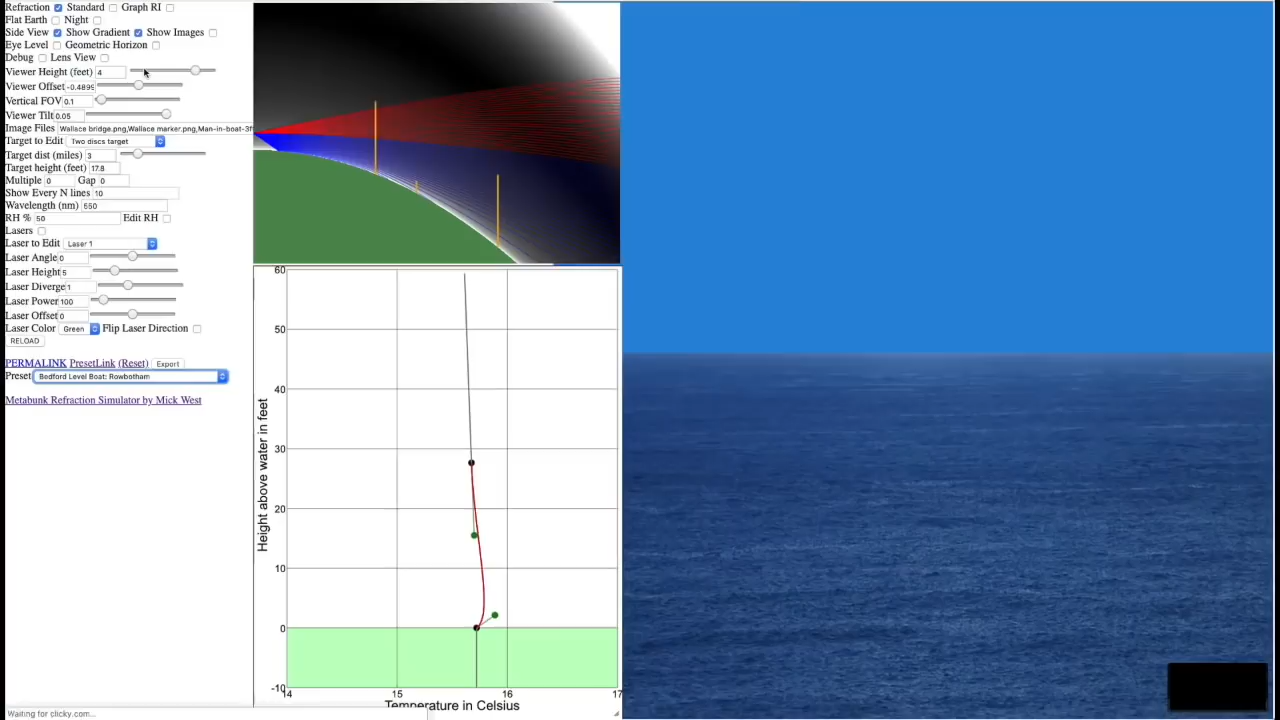 Refraction Standard Graph RI
Flat Earth Night
Side View Show Gradient Show Images
Eye Level Geometric Horizon
Debug Lens View
Viewer Height (feet) 4
Viewer Offset -0.4899
Vertical FOV 0.1
Viewer Tilt 0.05
Image Files Wallace bridge.png,Wallace marker.png,Man-in-boat-3f
Target to Edit Two discs target
Target dist (miles) 3
Target height (feet) 17.8
Multiple 0 Gap 0
Show Every N lines 10
Wavelength (nm) 550
RH % 50 Edit RH
Lasers
Laser to Edit Laser 1
Laser Angle 0
Laser Height 5
Laser Diverge 1
Laser Power 100
Laser Offset 0
Laser Color Green Flip Laser Direction
RELOAD
PERMALINK PresetLink (Reset) Export
Preset Bedford Level Boat: Rowbotham
Metabunk Refraction Simulator by Mick West
Waiting for clicky.com...
Height above water in feet
60
50
40
30
20
10
0
-10
14 15 16 17
Temperature in Celsius